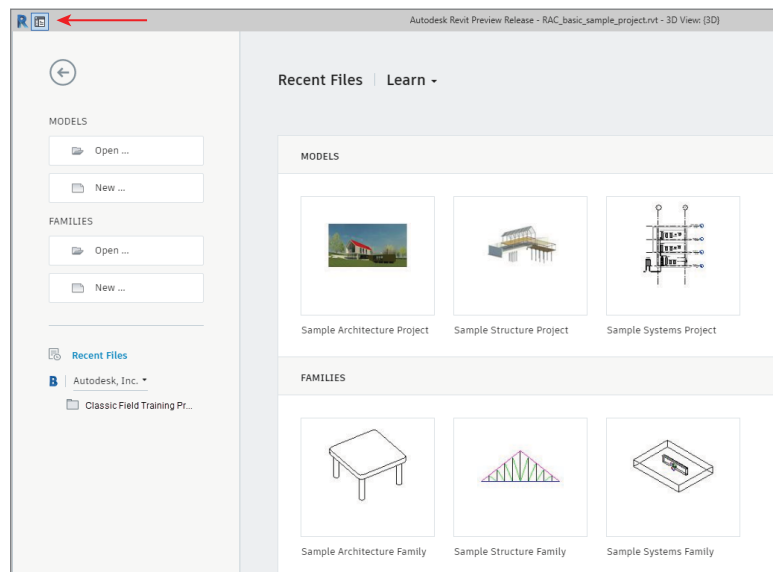 R
Autodesk Revit Preview Release - RAC_basic_sample_project.rvt - 3D View: {3D}
Recent Files
Learn
MODELS
Open ...
New ...
FAMILIES
Open ...
New ...
Recent Files
B
Autodesk, Inc.
Classic Field Training Pr...
MODELS
Sample Architecture Project
Sample Structure Project
Sample Systems Project
FAMILIES
Sample Architecture Family
Sample Structure Family
Sample Systems Family